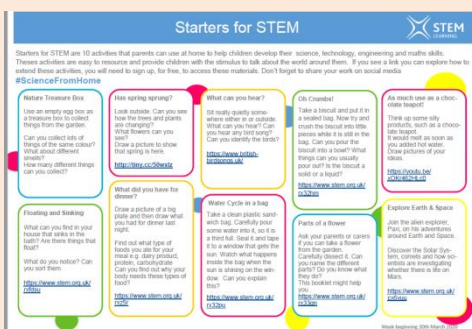 Starters for STEM
STEM
LEARNING
Starters for STEM are 10 activities that parents can use at home to help children develop their science, technology, engineering and maths skills.
Theses activities are easy to resource and provide children with the stimulus to talk about the world around them. If you see a link you can explore how to
extend these activities, you will need to sign up, for free, to access these materials. Don't forget to share your work on social media
#ScienceFromHome
Nature Treasure Box
Use an empty egg box as
a treasure box to collect
things from the garden.
Can you collect lots of
things of the same colour?
What about different
smells?
How many different things
can you collect?
Has spring sprung?
Look outside. Can you see
how the trees and plants
are changing?
What flowers can you
see?
Draw a picture to show
that spring is here.
What can you hear?
Sit really quietly some-
where either in or outside.
What can you hear? Can
you hear any bird song?
Can you identify the birds?
https://www.british-
birdsongs.uk/
Oh Crumbs!
Take a biscuit and put it in
a sealed bag. Now try and
crush the biscuit into little
pieces while it is still in the
bag. Can you pour the
biscuit into a bowl? What
things can you usually
pour out? Is the biscuit a
solid or a liquid?
https://www.stem.org.uk/
As much use as a choc-
olate teapot!
Think up some silly
products, such as a choco-
late teapot.
It would melt as soon as
you added hot water.
Draw pictures of your
ideas.
https://youtu.be/
Floating and Sinking
What can you find in your
house that sinks in the
bath? Are there things that
float?
What do you notice? Can
you sort them
https://www.stem.org.uk/
What did you have for
dinner?
Draw a picture of a big
plate and then draw what
you had for dinner last
night.
Find out what type of
foods you ate for your
meal e.g. dairy product,
protein, carbohydrate
Can you find out why your
body needs these types of
food?
https://www.stem.org.uk/
Water Cycle in a bag
Take a clean plastic sand-
wich bag. Carefully pour
some water into it, so it is
a third full. Seal it and tape
it to a window that gets the
sun. Watch what happens
inside the bag when the
sun is shining on the win-
dow. Can you explain
this?
https://www.stem.org.uk/
Parts of a flower
Ask your parents or carers
if you can take a flower
from the garden.
Carefully dissect it. Can
you name the different
parts? Do you know what
they do?
This booklet might help
you
https://www.stem.org.uk/
Explore Earth & Space
Join the alien explorer,
Paxi, on his adventures
around Earth and Space.
Discover the Solar Sys-
tem, comets and how sci-
entists are investigating
whether there is life on
Mars.
https://www.stem.org.uk/
Week beginning 30th March 2020